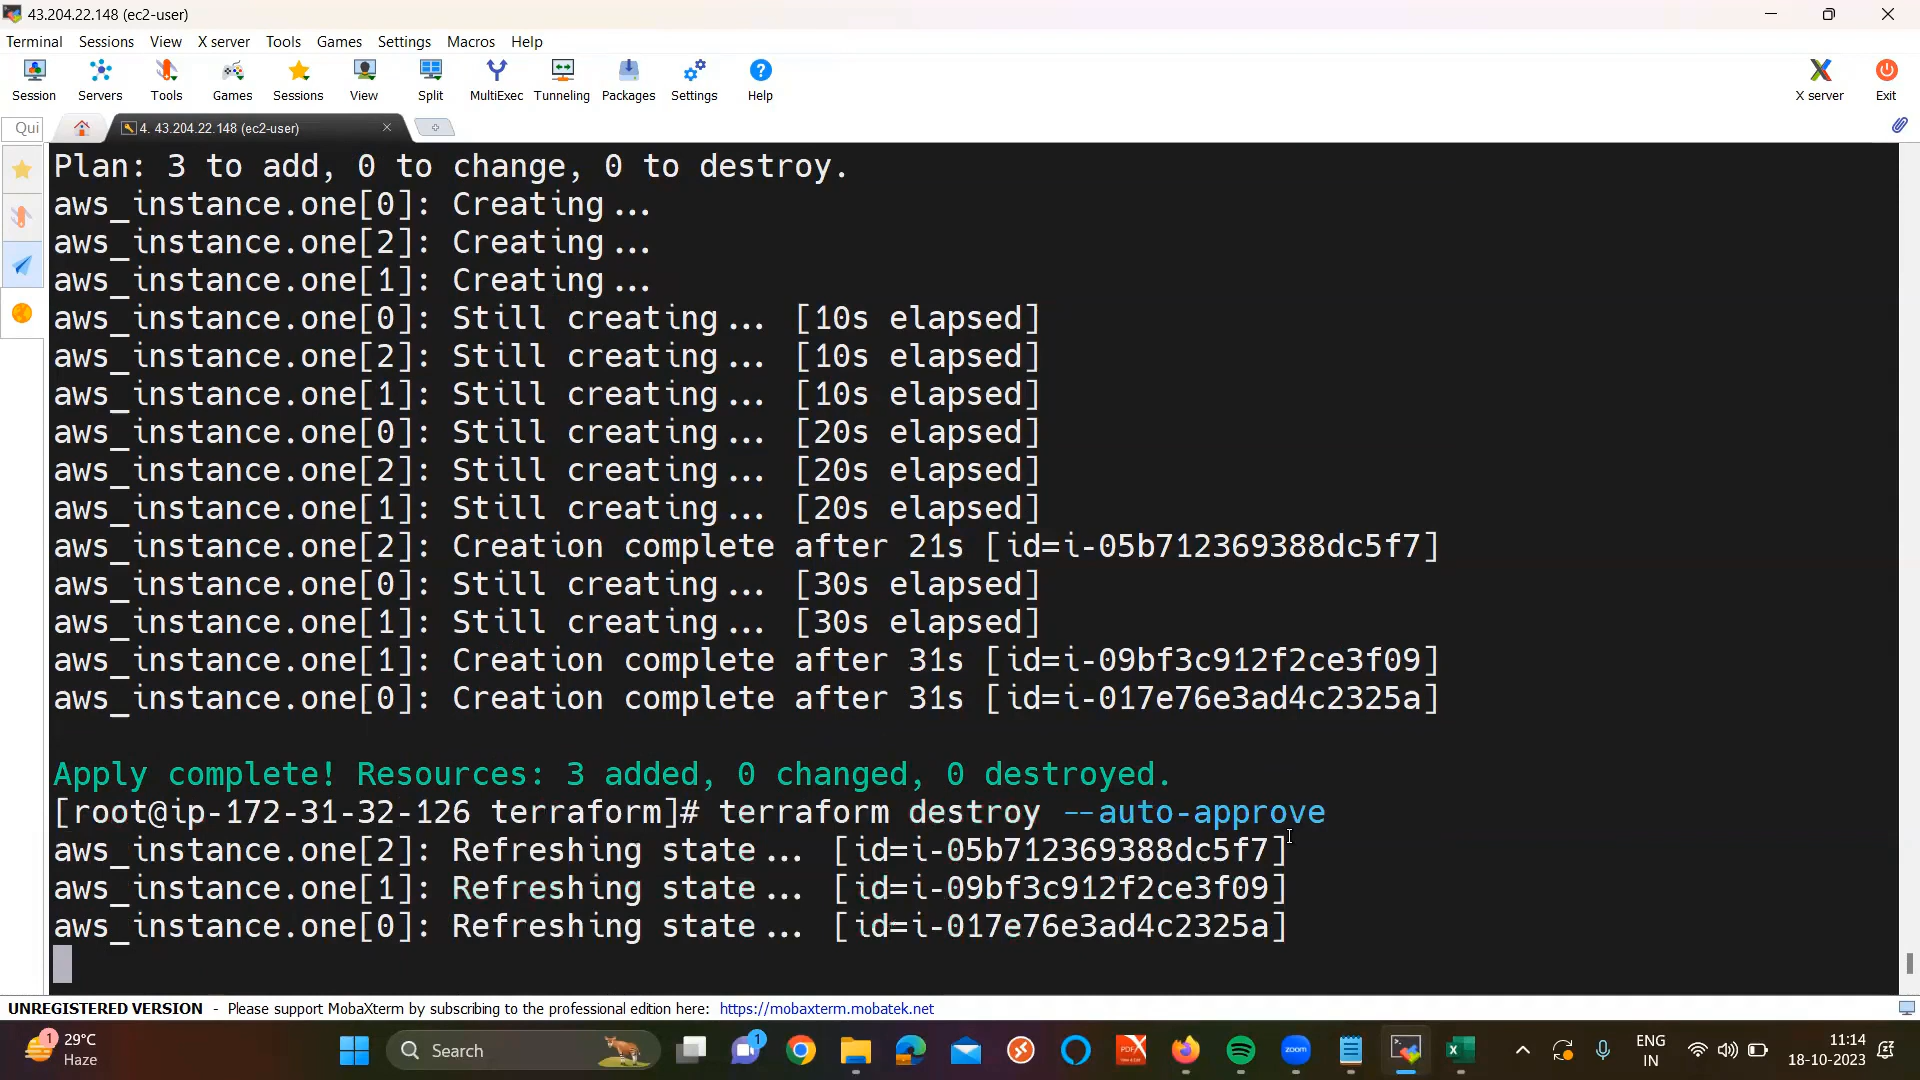 43.204.22.148 (ec2-user)
Terminal Sessions View X server Tools Games Settings Macros Help
Session Servers Tools Games Sessions View Split MultiExec Tunneling Packages Settings Help X server Exit
Qui
4. 43.204.22.148 (ec2-user)
Plan: 3 to add, 0 to change, 0 to destroy.
aws_instance.one[0]: Creating...
aws_instance.one[2]: Creating...
aws_instance.one[1]: Creating...
aws_instance.one[0]: Still creating... [10s elapsed]
aws_instance.one[2]: Still creating... [10s elapsed]
aws_instance.one[1]: Still creating... [10s elapsed]
aws_instance.one[0]: Still creating... [20s elapsed]
aws_instance.one[2]: Still creating... [20s elapsed]
aws_instance.one[1]: Still creating... [20s elapsed]
aws_instance.one[2]: Creation complete after 21s [id=i-05b712369388dc5f7]
aws_instance.one[0]: Still creating... [30s elapsed]
aws_instance.one[1]: Still creating... [30s elapsed]
aws_instance.one[1]: Creation complete after 31s [id=i-09bf3c912f2ce3f09]
aws_instance.one[0]: Creation complete after 31s [id=i-017e76e3ad4c2325a]
Apply complete! Resources: 3 added, 0 changed, 0 destroyed.
[root@ip-172-31-32-126 terraform]# terraform destroy --auto-approve
aws_instance.one[2]: Refreshing state... [id=i-05b712369388dc5f7]
aws_instance.one[1]: Refreshing state... [id=i-09bf3c912f2ce3f09]
aws_instance.one[0]: Refreshing state... [id=i-017e76e3ad4c2325a]
UNREGISTERED VERSION - Please support MobaXterm by subscribing to the professional edition here: https://mobaxterm.mobatek.net
1
29°C
Haze
Search
1
zoom
ENG
IN
11:14
18-10-2023